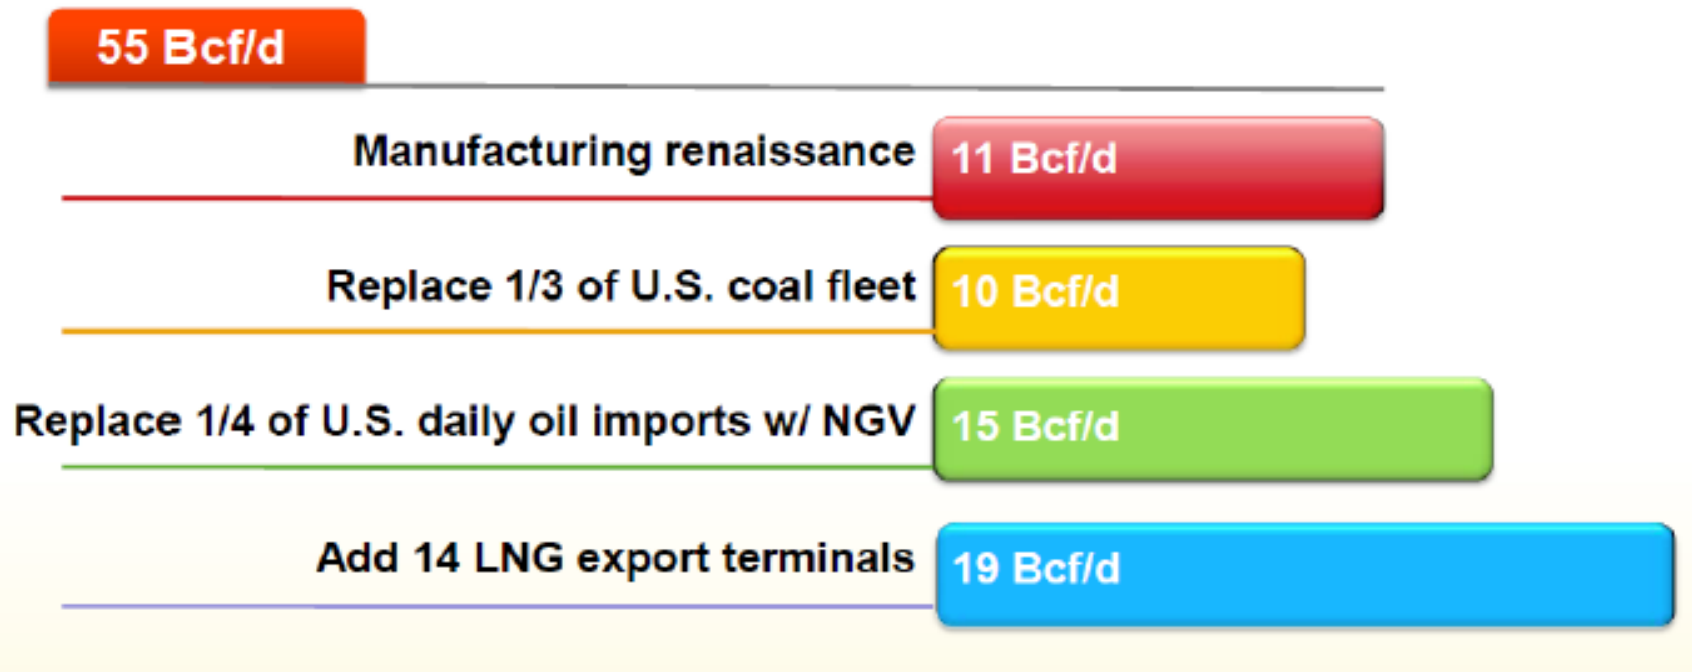 55 Bcf/d
Manufacturing renaissance 11 Bcf/d
Replace 1/3 of U.S. coal fleet 10 Bcf/d
Replace 1/4 of U.S. daily oil imports w/ NGV 15 Bcf/d
Add 14 LNG export terminals 19 Bcf/d